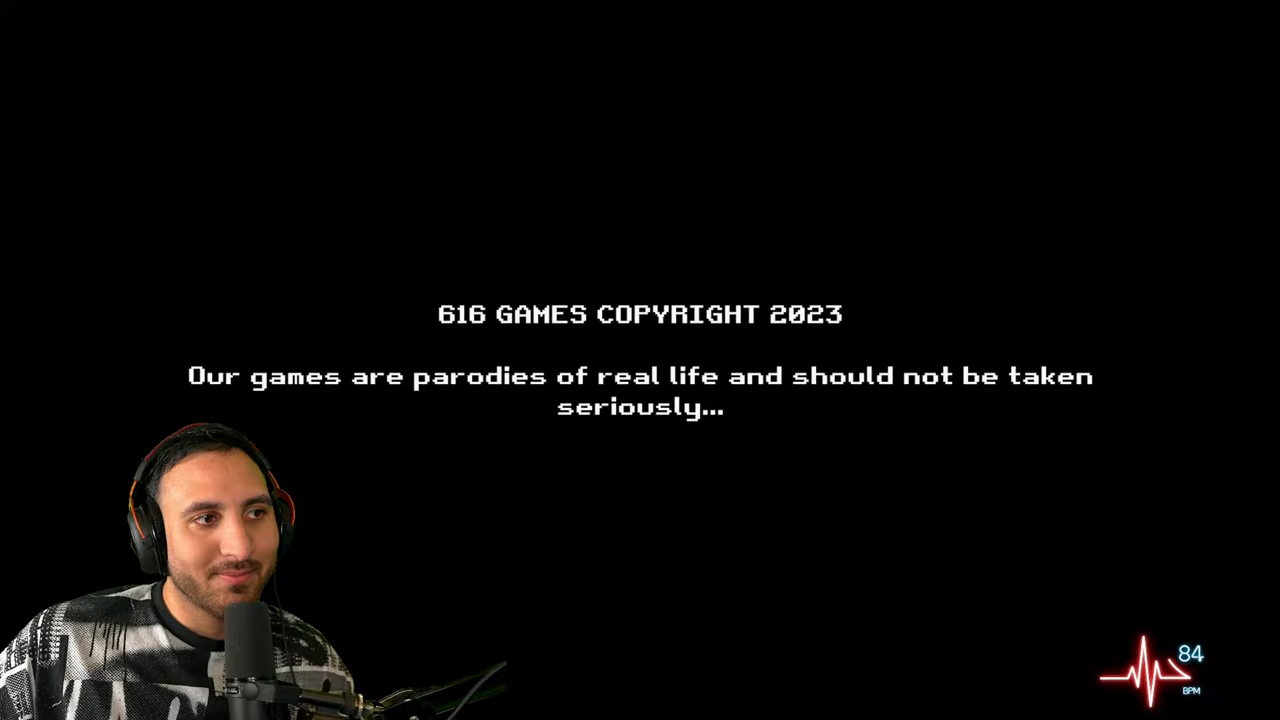 616 GAMES COPYRIGHT 2023
Our games are parodies of real life and should not be taken
seriously...
84
BPM